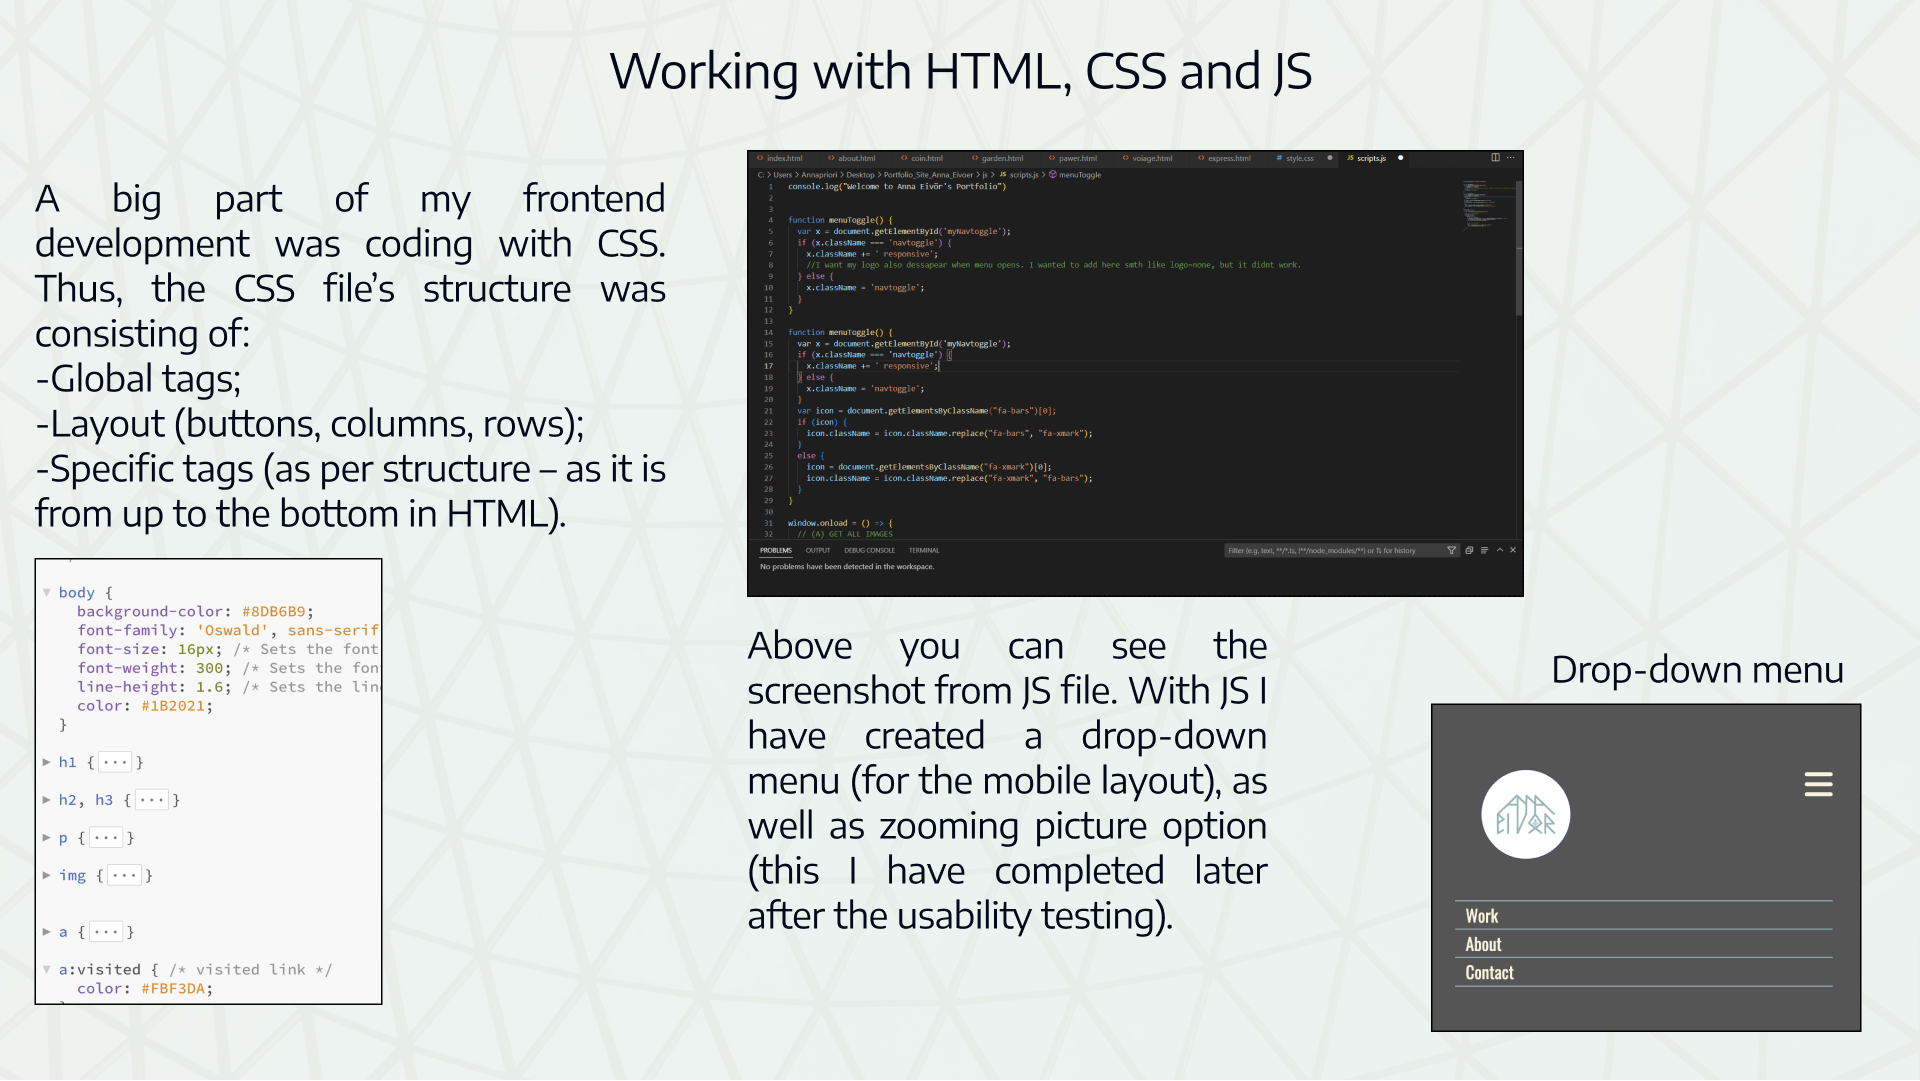 Working with HTML, CSS and JS
A big part of my frontend
development was coding with CSS.
Thus, the CSS file’s structure was
consisting of:
-Global tags;
-Layout (buttons, columns, rows);
-Specific tags (as per structure – as it is
from up to the bottom in HTML).
body {
background-color: #8DB6B9;
font-family: 'Oswald', sans-serif
font-size: 16px; /* Sets the font
font-weight: 300; /* Sets the fon
line-height: 1.6; /* Sets the lin
color: #1B2021;
}
h1 {···}
h2, h3 {···}
p {···}
img {···}
a {···}
a:visited { /* visited link */
color: #FBF3DA;
index.html about.html coin.html garden.html pawer.html voiage.html express.html # style.css JS scripts.js
C: > Users > Annapriori > Desktop > Portfolio_Site_Anna_Eivoer > js > JS scripts.js > menuToggle
1 console.log("Welcome to Anna Eivör's Portfolio")
2
3
4 function menuToggle() {
5 var x = document.getElementById('myNavtoggle');
6 if (x.className === 'navtoggle') {
7 x.className += ' responsive';
8 //I want my logo also dessapear when menu opens. I wanted to add here smth like logo=none, but it didnt work.
9 } else {
10 x.className = 'navtoggle';
11 }
12 }
13
14 function menuToggle() {
15 var x = document.getElementById('myNavtoggle');
16 if (x.className === 'navtoggle') {
17 x.className += ' responsive';
18 } else {
19 x.className = 'navtoggle';
20 }
21 var icon = document.getElementsByClassName("fa-bars")[0];
22 if (icon) {
23 icon.className = icon.className.replace("fa-bars", "fa-xmark");
24 }
25 else {
26 icon = document.getElementsByClassName("fa-xmark")[0];
27 icon.className = icon.className.replace("fa-xmark", "fa-bars");
28 }
29 }
30
31 window.onload = () => {
32 // (A) GET ALL IMAGES
PROBLEMS OUTPUT DEBUG CONSOLE TERMINAL Filter (e.g. text, **/*.ts, !**/node_modules/**) or ⇅ for history
No problems have been detected in the workspace.
Above you can see the
screenshot from JS file. With JS I
have created a drop-down
menu (for the mobile layout), as
well as zooming picture option
(this I have completed later
after the usability testing).
Drop-down menu
ANNA
EIVÖR
Work
About
Contact